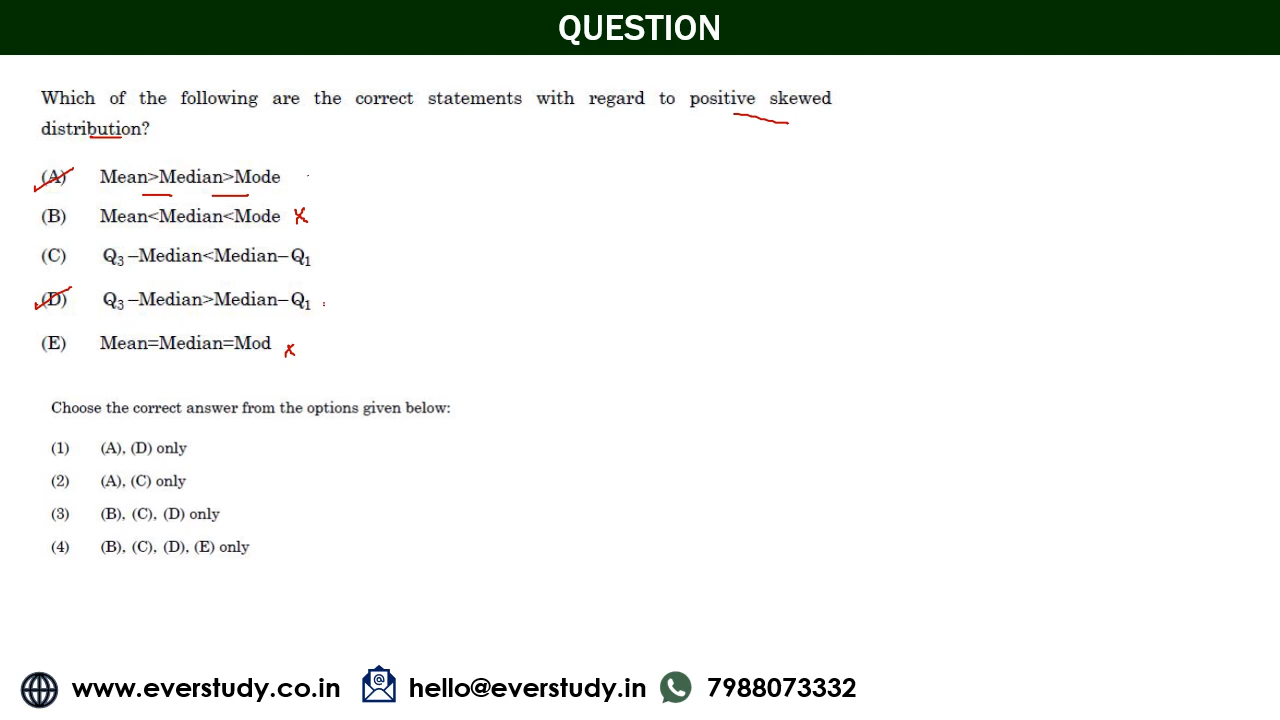 QUESTION
Which of the following are the correct statements with regard to positive skewed
distribution?
(A) Mean>Median>Mode
(B) Mean<Median<Mode
(C) Q₃–Median<Median–Q₁
(D) Q₃–Median>Median–Q₁
(E) Mean=Median=Mod
Choose the correct answer from the options given below:
(1) (A), (D) only
(2) (A), (C) only
(3) (B), (C), (D) only
(4) (B), (C), (D), (E) only
www.everstudy.co.in hello@everstudy.in 7988073332